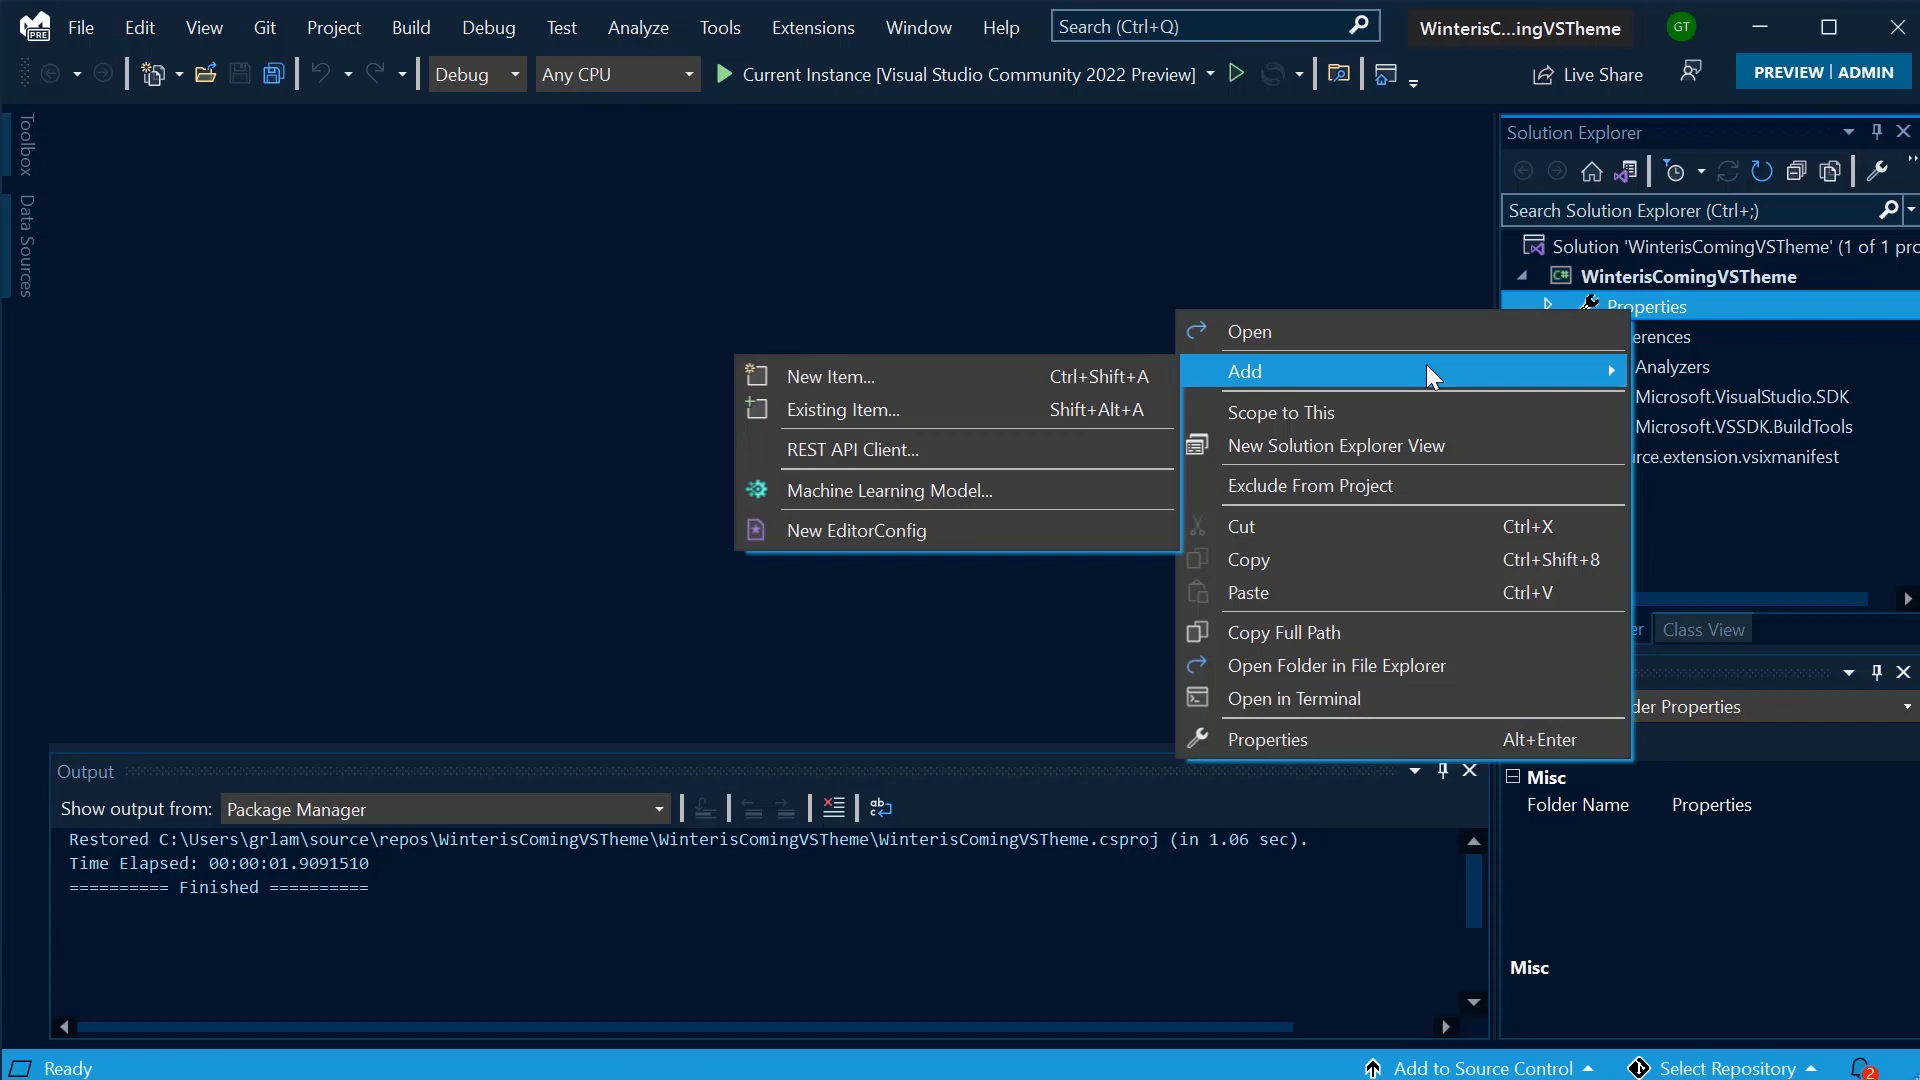 File Edit View Git Project Build Debug Test Analyze Tools Extensions Window Help Search (Ctrl+Q) WinterisC...ingVSTheme GT
PRE
Debug Any CPU Current Instance [Visual Studio Community 2022 Preview] Live Share PREVIEW | ADMIN
Toolbox
Data Sources
Solution Explorer
Search Solution Explorer (Ctrl+;)
Solution 'WinterisComingVSTheme' (1 of 1 pro
C# WinterisComingVSTheme
Properties
erences
Analyzers
Microsoft.VisualStudio.SDK
Microsoft.VSSDK.BuildTools
rce.extension.vsixmanifest
Open
Add
Scope to This
New Solution Explorer View
Exclude From Project
Cut Ctrl+X
Copy Ctrl+Shift+8
Paste Ctrl+V
Copy Full Path
Open Folder in File Explorer
Open in Terminal
Properties Alt+Enter
New Item... Ctrl+Shift+A
Existing Item... Shift+Alt+A
REST API Client...
Machine Learning Model...
New EditorConfig
er Class View
der Properties
Misc
Folder Name Properties
Misc
Output
Show output from: Package Manager
Restored C:\Users\grlam\source\repos\WinterisComingVSTheme\WinterisComingVSTheme\WinterisComingVSTheme.csproj (in 1.06 sec).
Time Elapsed: 00:00:01.9091510
========== Finished ==========
Ready Add to Source Control Select Repository 2